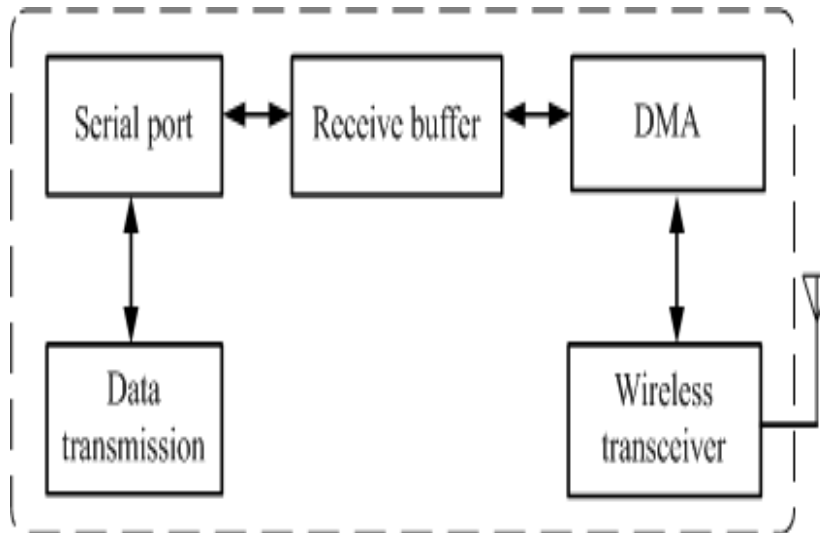 Serial port
Receive buffer
DMA
Data
transmission
Wireless
transceiver